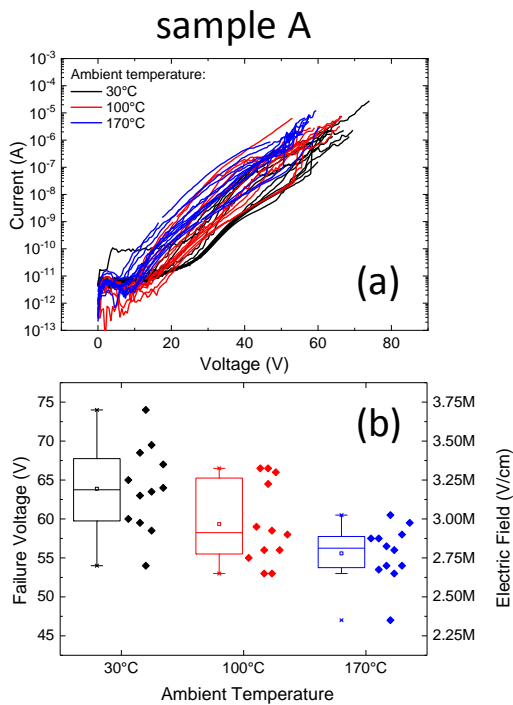 sample A
10⁻³
10⁻⁴
10⁻⁵
10⁻⁶
10⁻⁷
10⁻⁸
10⁻⁹
10⁻¹⁰
10⁻¹¹
10⁻¹²
10⁻¹³
Current (A)
Ambient temperature:
30°C
100°C
170°C
(a)
0 20 40 60 80
Voltage (V)
(b)
75
70
65
60
55
50
45
Failure Voltage (V)
3.75M
3.50M
3.25M
3.00M
2.75M
2.50M
2.25M
Electric Field (V/cm)
30°C 100°C 170°C
Ambient Temperature